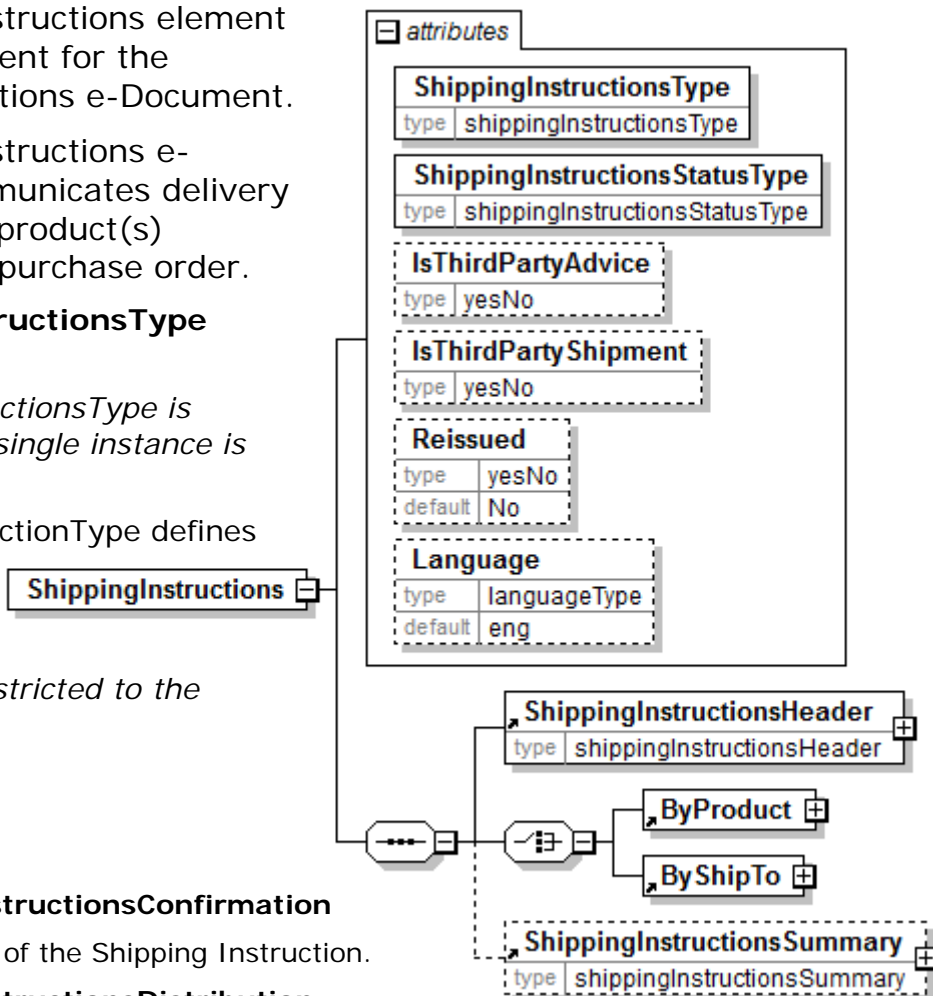 structions element
ent for the
tions e-Document.
structions e-
municates delivery
product(s)
purchase order.
ructionsType
ctionsType is
single instance is
ctionType defines
stricted to the
structionsConfirmation
of the Shipping Instruction.
attributes
ShippingInstructionsType
type shippingInstructionsType
ShippingInstructionsStatusType
type shippingInstructionsStatusType
IsThirdPartyAdvice
type yesNo
IsThirdPartyShipment
type yesNo
Reissued
type yesNo
default No
Language
type languageType
default eng
ShippingInstructions
ShippingInstructionsHeader
type shippingInstructionsHeader
ByProduct
ByShipTo
ShippingInstructionsSummary
type shippingInstructionsSummary